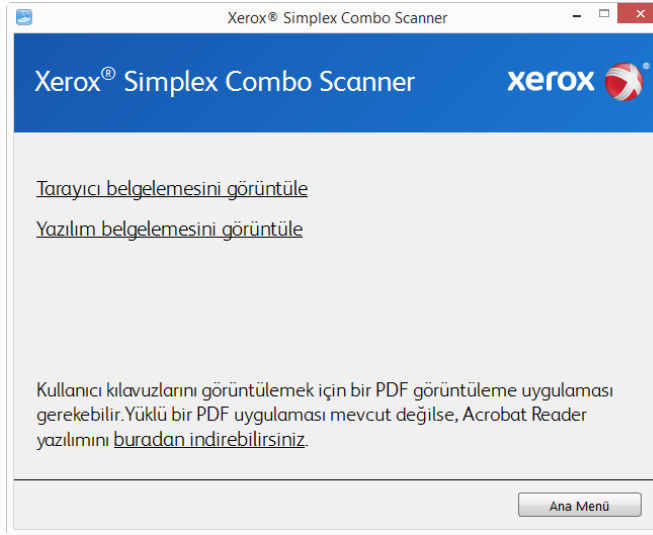 Xerox® Simplex Combo Scanner
Xerox® Simplex Combo Scanner
xerox ®
Tarayıcı belgelemesini görüntüle
Yazılım belgelemesini görüntüle
Kullanıcı kılavuzlarını görüntülemek için bir PDF görüntüleme uygulaması
gerekebilir.Yüklü bir PDF uygulaması mevcut değilse, Acrobat Reader
yazılımını buradan indirebilirsiniz.
Ana Menü